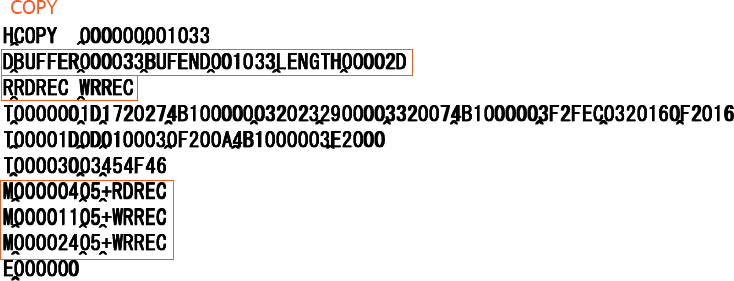 COPY
HCOPY  000000001033
DBUFFER000033BUFEND001033LENGTH00002D
RRDREC WRREC
T0000001D1720274B1000000320232900003320074B1000003F2FEC0320160F2016
T00001D0D0100030F200A4B1000003E2000
T00003003454F46
M00000405+RDREC
M00001105+WRREC
M00002405+WRREC
E000000